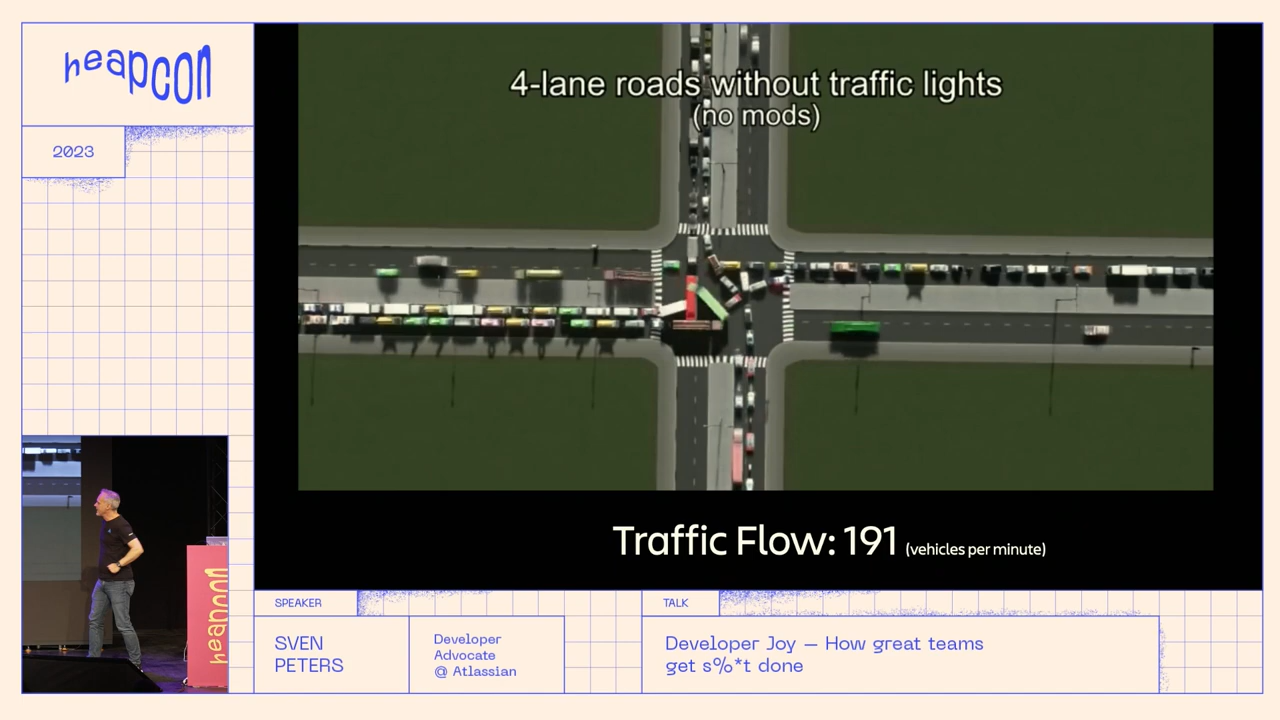 heapcon
2023
4-lane roads without traffic lights
(no mods)
Traffic Flow: 191 (vehicles per minute)
heapcon
SPEAKER
SVEN
PETERS
Developer
Advocate
@ Atlassian
TALK
Developer Joy — How great teams
get s%*t done